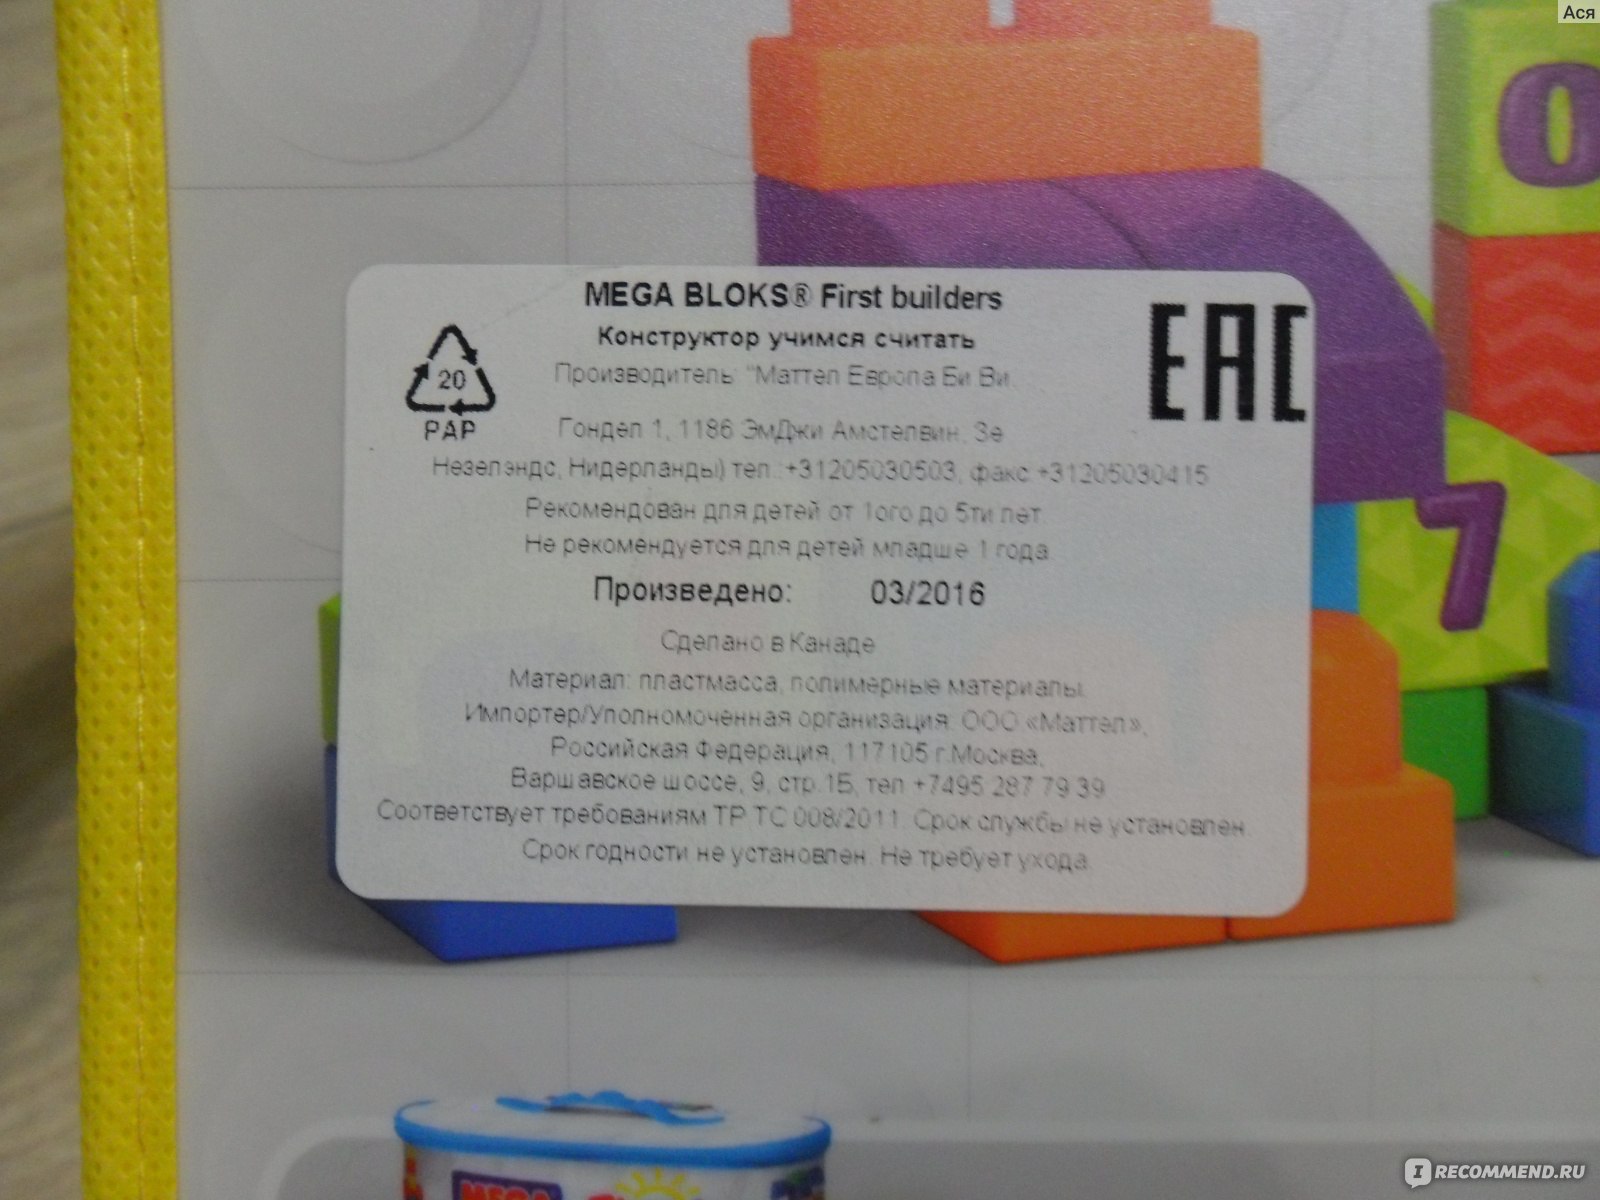 Ася
0
7
MEGA BLOKS® First builders
Конструктор учимся считать
Производитель: "Маттел Европа Би.Ви.
Гондел 1, 1186 ЭмДжи Амстелвин, Зе
Незелэндс, Нидерланды) тел.:+31205030503, факс +31205030415
Рекомендован для детей от 1ого до 5ти лет.
Не рекомендуется для детей младше 1 года.
Произведено: 03/2016
Сделано в Канаде
Материал: пластмасса, полимерные материалы.
Импортер/Уполномоченная организация: ООО «Маттел»,
Российская Федерация, 117105 г.Москва,
Варшавское шоссе, 9, стр.1Б, тел +7495 287 79 39
Соответствует требованиям ТР ТС 008/2011. Срок службы не установлен.
Срок годности не установлен. Не требует ухода.
20
PAP
EAC
MEGA
IRECOMMEND.RU